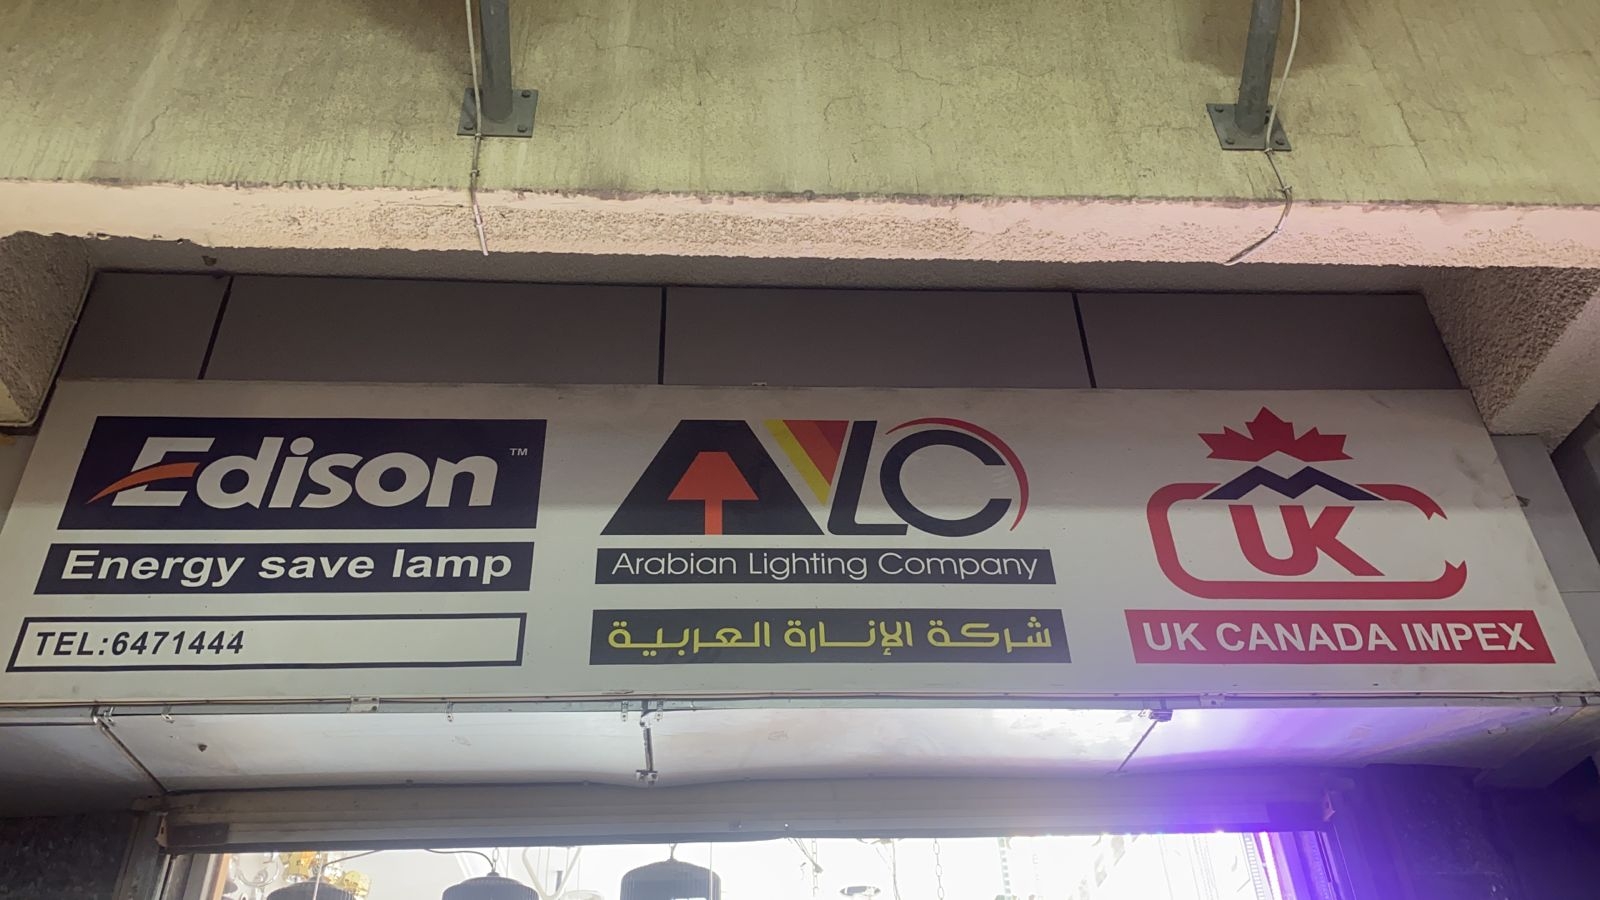 Edison™
Energy save lamp
TEL:6471444
ALC
Arabian Lighting Company
شركة الإنارة العربية
UK
UK CANADA IMPEX